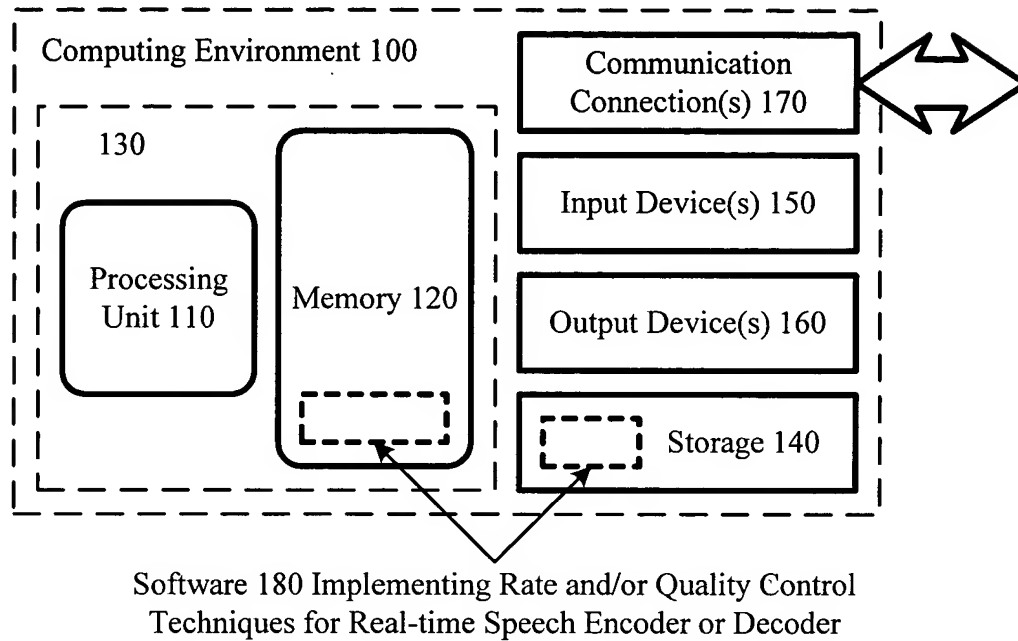 Computing Environment 100
130
Processing
Unit 110
Memory 120
Communication
Connection(s) 170
Input Device(s) 150
Output Device(s) 160
Storage 140
Software 180 Implementing Rate and/or Quality Control
Techniques for Real-time Speech Encoder or Decoder